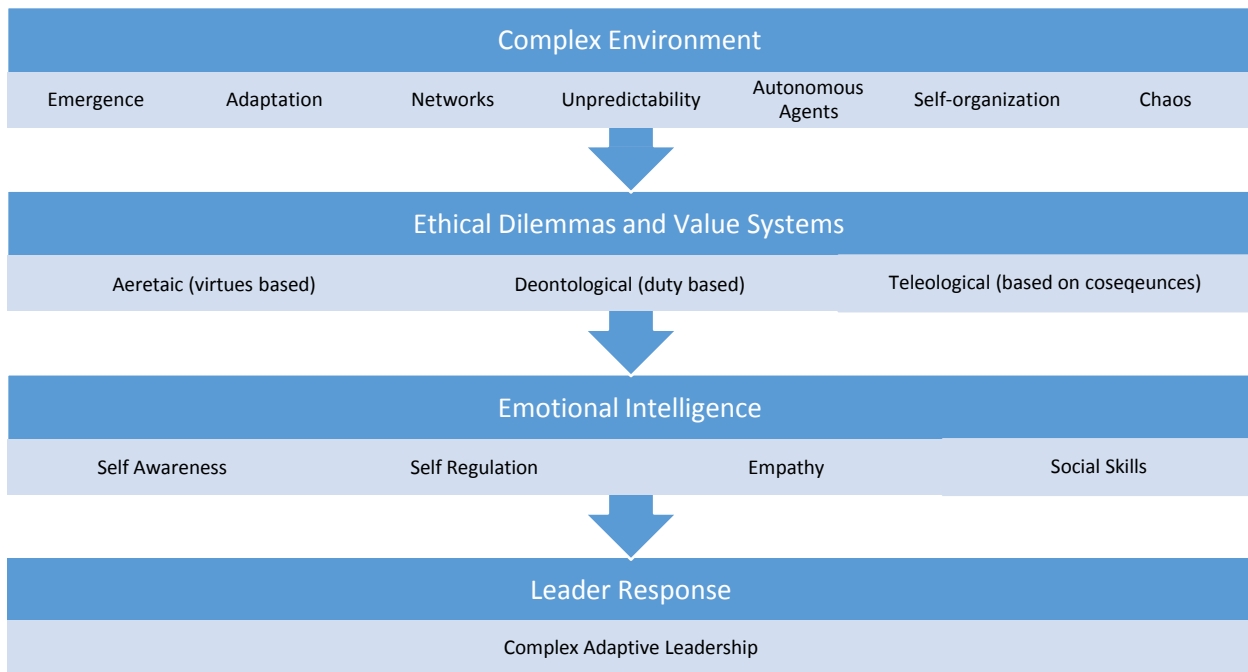 Complex Environment
Emergence
Adaptation
Networks
Unpredictability
Autonomous
Agents
Self-organization
Chaos
Ethical Dilemmas and Value Systems
Aeretaic (virtues based)
Deontological (duty based)
Teleological (based on coseqeunces)
Emotional Intelligence
Self Awareness
Self Regulation
Empathy
Social Skills
Leader Response
Complex Adaptive Leadership